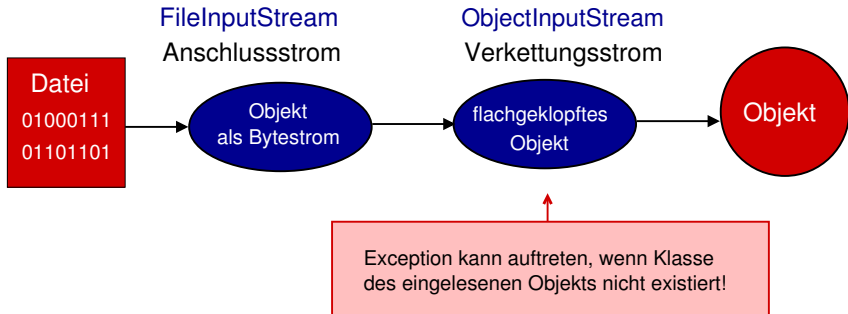 FileInputStream
Anschlussstrom
ObjectInputStream
Verkettungsstrom
Datei
01000111
01101101
Objekt
als Bytestrom
flachgeklopftes
Objekt
Objekt
Exception kann auftreten, wenn Klasse
des eingelesenen Objekts nicht existiert!